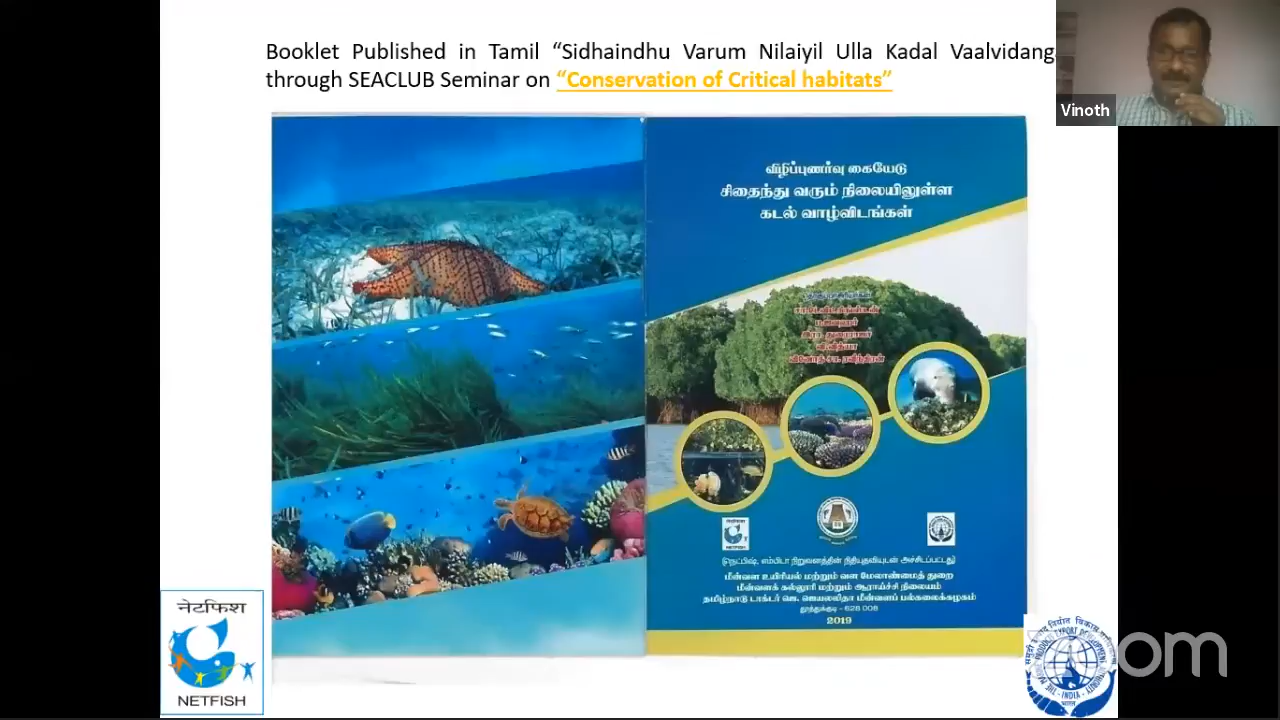 Booklet Published in Tamil “Sidhaindhu Varum Nilaiyil Ulla Kadal Vaalvidang
through SEACLUB Seminar on “Conservation of Critical habitats”
Vinoth
விழிப்புணர்வு கையேடு
சிதைந்து வரும் நிலையிலுள்ள
கடல் வாழ்விடங்கள்
NETFISH
(நெட்பிஷ், எம்பிடா நிறுவனத்தின் நிதியுதவியுடன் அச்சிடப்பட்டது)
மீன்வள உயிரியல் மற்றும் வள மேலாண்மைத் துறை
மீன்வளக் கல்லூரி மற்றும் ஆராய்ச்சி நிலையம்
தமிழ்நாடு டாக்டர் ஜெ. ஜெயலலிதா மீன்வளப் பல்கலைக்கழகம்
தூத்துக்குடி - 628 008
2019
नेटफिश
NETFISH
zoom